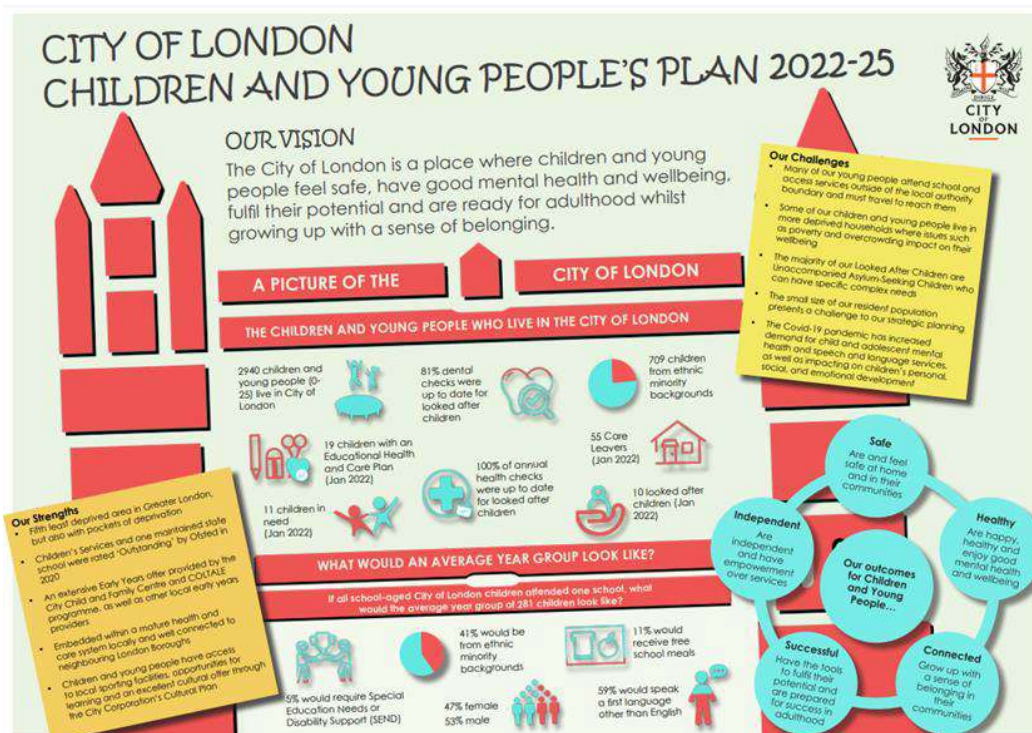 CITY OF LONDON
CHILDREN AND YOUNG PEOPLE'S PLAN 2022-25
DIRIGE
CITY
OF
LONDON
OUR VISION
The City of London is a place where children and young
people feel safe, have good mental health and wellbeing,
fulfil their potential and are ready for adulthood whilst
growing up with a sense of belonging.
Our Challenges
• Many of our young people attend school and
access services outside of the local authority
boundary and must travel to reach them
• Some of our children and young people live in
more deprived households where issues such
as poverty and overcrowding impact on their
wellbeing
• The majority of our Looked After Children are
Unaccompanied Asylum-Seeking Children who
can have specific complex needs
• The small size of our resident population
presents a challenge to our strategic planning
• The Covid-19 pandemic has increased
demand for child and adolescent mental
health and speech and language services,
as well as impacting on children's personal,
social, and emotional development
A PICTURE OF THE
CITY OF LONDON
THE CHILDREN AND YOUNG PEOPLE WHO LIVE IN THE CITY OF LONDON
2940 children and
young people (0-
25) live in City of
London
81% dental
checks were
up to date for
looked after
children
709 children
from ethnic
minority
backgrounds
19 children with an
Educational Health
and Care Plan
(Jan 2022)
100% of annual
health checks
were up to date
for looked after
children
55 Care
Leavers
(Jan 2022)
11 children in
need
(Jan 2022)
10 looked after
children (Jan
2022)
Our Strengths
• Fifth least deprived area in Greater London,
but also with pockets of deprivation
• Children's Services and one maintained state
school were rated 'Outstanding' by Ofsted in
2020
• An extensive Early Years offer provided by the
City Child and Family Centre and COLTALE
programme, as well as other local early years
providers
• Embedded within a mature health and
care system locally and well connected to
neighbouring London Boroughs
• Children and young people have access
to local sporting facilities, opportunities for
learning and an excellent cultural offer through
the City Corporation's Cultural Plan
WHAT WOULD AN AVERAGE YEAR GROUP LOOK LIKE?
If all school-aged City of London children attended one school, what
would the average year group of 281 children look like?
41% would be
from ethnic
minority
backgrounds
11% would
receive free
school meals
5% would require Special
Education Needs or
Disability Support (SEND)
47% female
53% male
59% would speak
a first language
other than English
Our outcomes
for Children
and Young
People...
Safe
Are and feel
safe at home
and in their
communities
Healthy
Are happy,
healthy and
enjoy good
mental health
and wellbeing
Connected
Grow up with
a sense of
belonging in
their
communities
Successful
Have the tools
to fulfil their
potential and
are prepared
for success in
adulthood
Independent
Are
independent
and have
empowerment
over services